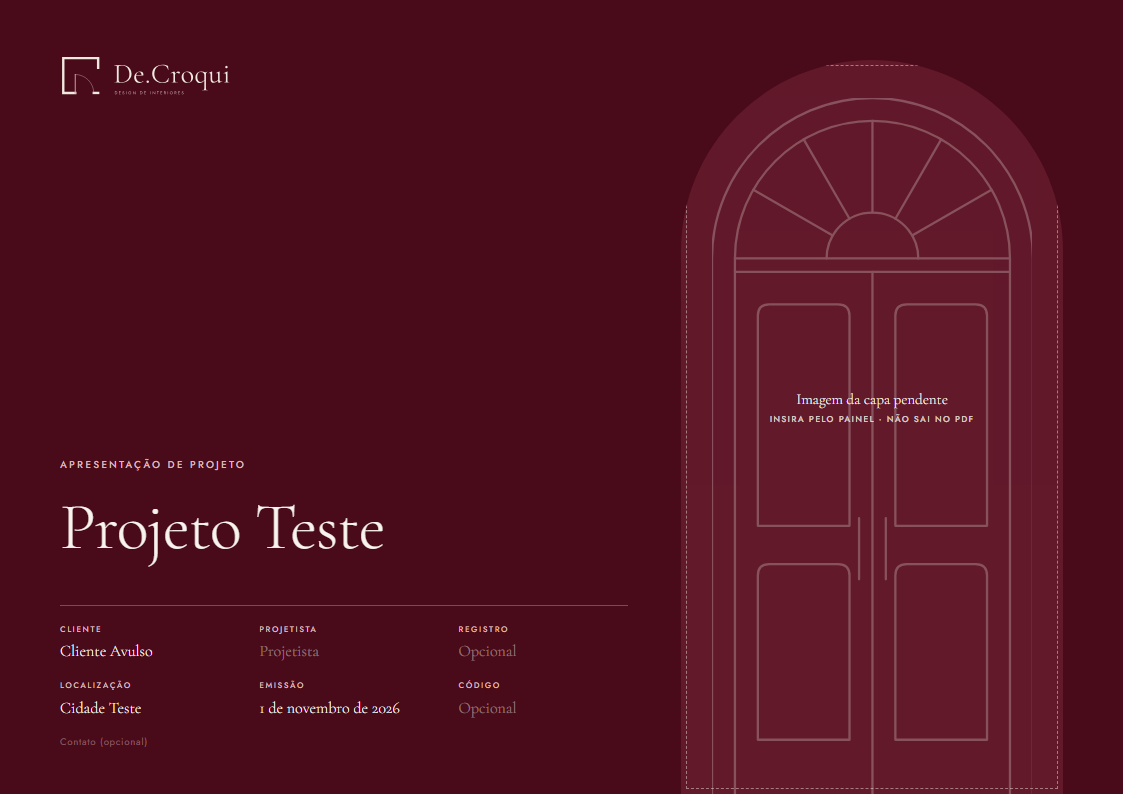 De.Croqui
DESIGN DE INTERIORES
Imagem da capa pendente
INSIRA PELO PAINEL · NÃO SAI NO PDF
APRESENTAÇÃO DE PROJETO
Projeto Teste
CLIENTE PROJETISTA REGISTRO
Cliente Avulso Projetista Opcional
LOCALIZAÇÃO EMISSÃO CÓDIGO
Cidade Teste 1 de novembro de 2026 Opcional
Contato (opcional)